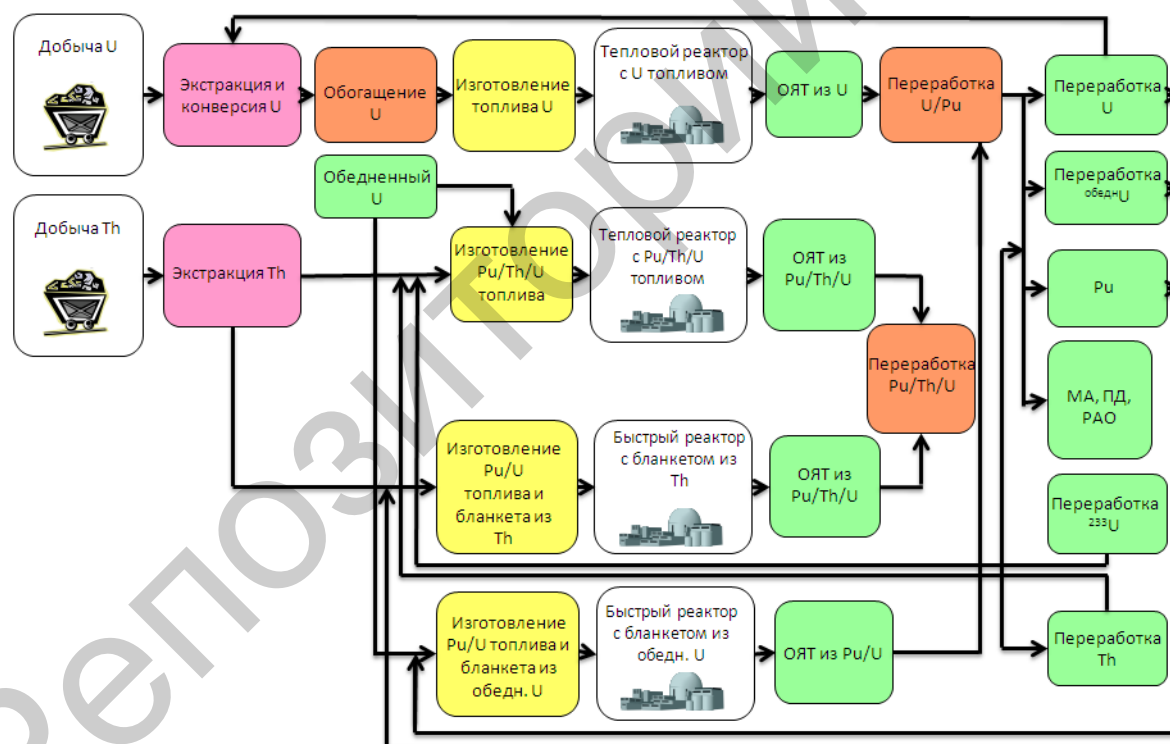 Добыча U
Экстракция и
конверсия U
Обогащение
U
Изготовление
топлива U
Тепловой реактор
с U топливом
ОЯТ из U
Переработка
U/Pu
Переработка
U
Обедненный
U
Переработка
обедн U
Добыча Th
Экстракция Th
Изготовление
Pu/Th/U
топлива
Тепловой реактор
с Pu/Th/U
топливом
ОЯТ из
Pu/Th/U
Pu
Переработка
Pu/Th/U
МА, ПД,
РАО
Изготовление
Pu/U
топлива и
бланкета из
Th
Быстрый реактор
с бланкетом из
Th
ОЯТ из
Pu/Th/U
Переработка
233U
Изготовление
Pu/U топлива и
бланкета из
обедн. U
Быстрый реактор
с бланкетом из
обедн. U
ОЯТ из Pu/U
Переработка
Th
Репозиторий